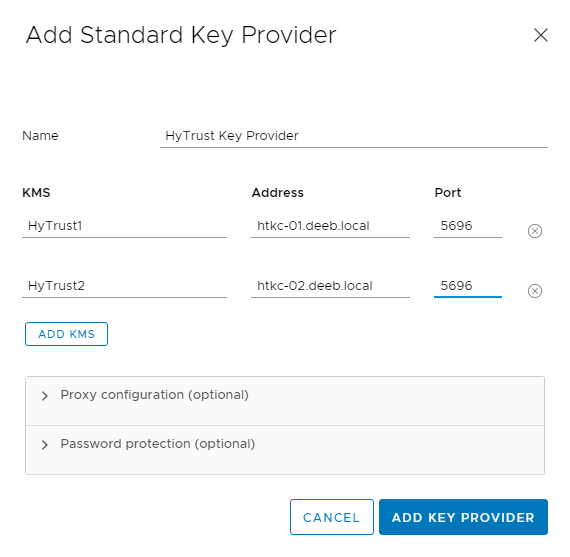 Add Standard Key Provider
Name HyTrust Key Provider
KMS Address Port
HyTrust1 htkc-01.deeb.local 5696
HyTrust2 htkc-02.deeb.local 5696
ADD KMS
Proxy configuration (optional)
Password protection (optional)
CANCEL ADD KEY PROVIDER